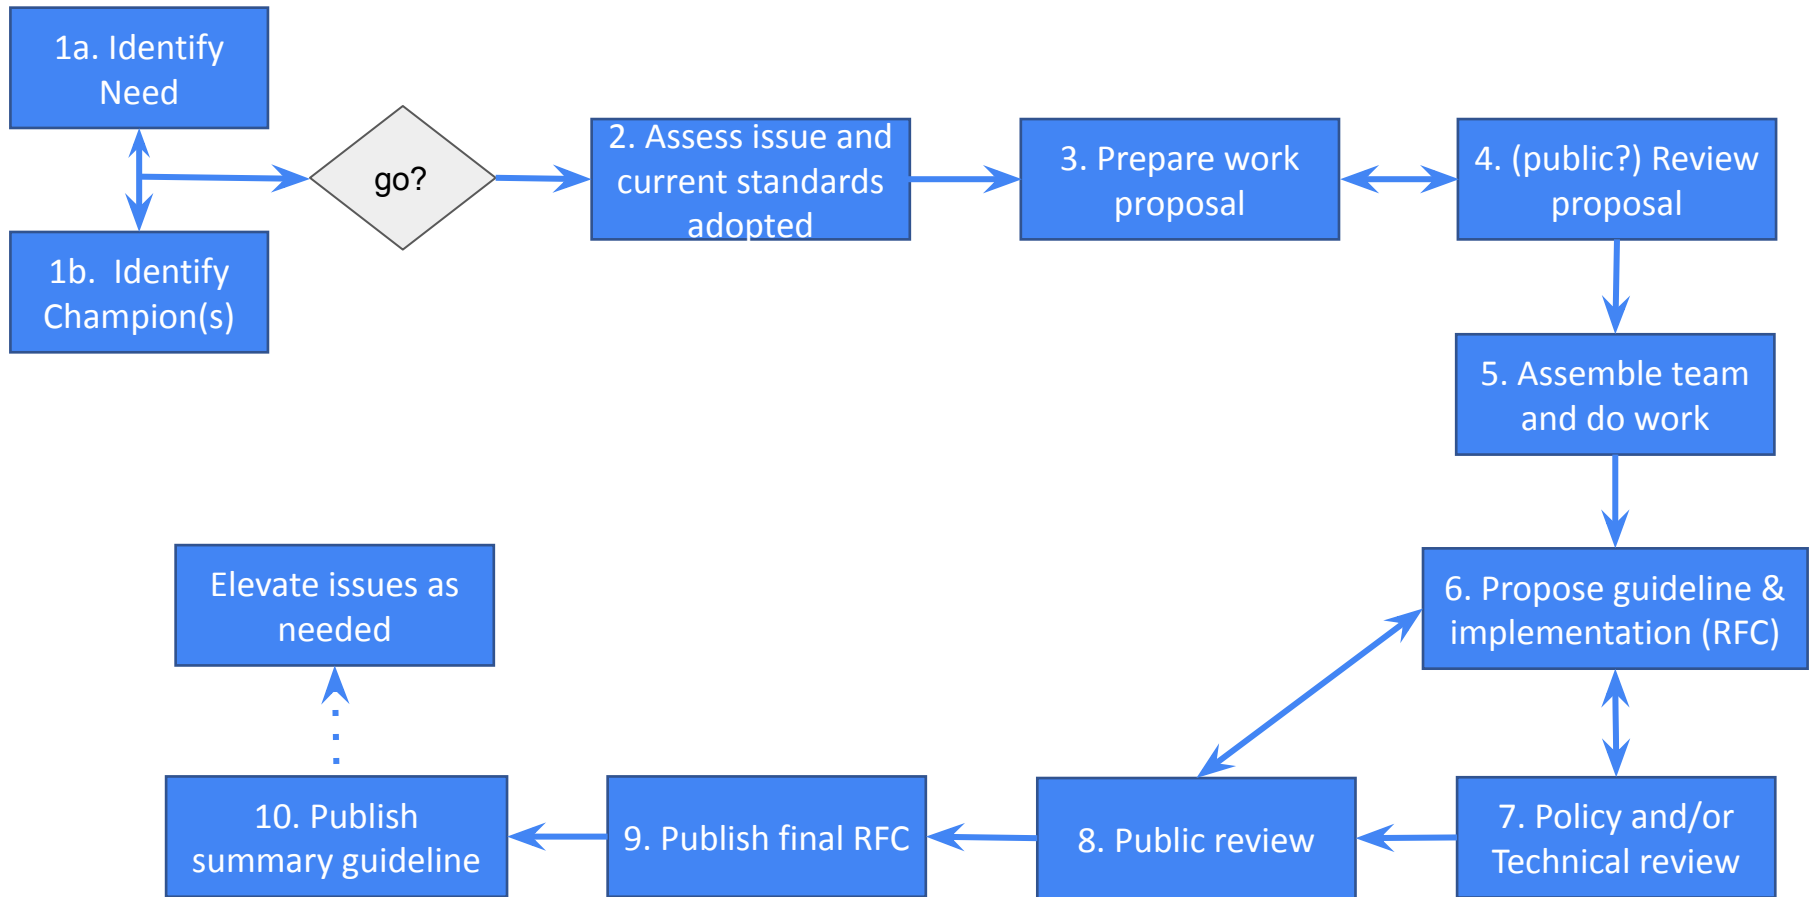 1a. Identify
Need
1b.  Identify
Champion(s)
go?
2. Assess issue and
current standards
adopted
3. Prepare work
proposal
4. (public?) Review
proposal
5. Assemble team
and do work
6. Propose guideline &
implementation (RFC)
7. Policy and/or
Technical review
8. Public review
9. Publish final RFC
10. Publish
summary guideline
Elevate issues as
needed